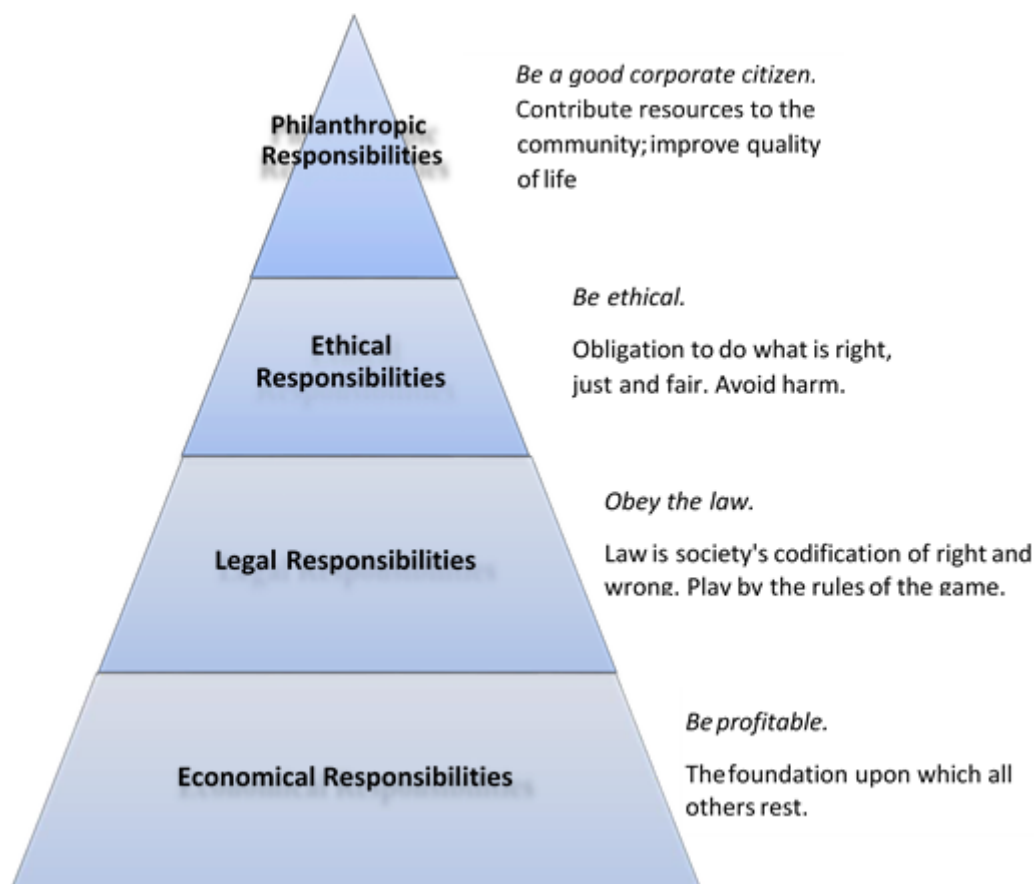 Philanthropic
Responsibilities
Be a good corporate citizen.
Contribute resources to the
community; improve quality
of life
Ethical
Responsibilities
Be ethical.
Obligation to do what is right,
just and fair. Avoid harm.
Legal Responsibilities
Obey the law.
Law is society's codification of right and
wrong. Play by the rules of the game.
Economical Responsibilities
Be profitable.
The foundation upon which all
others rest.